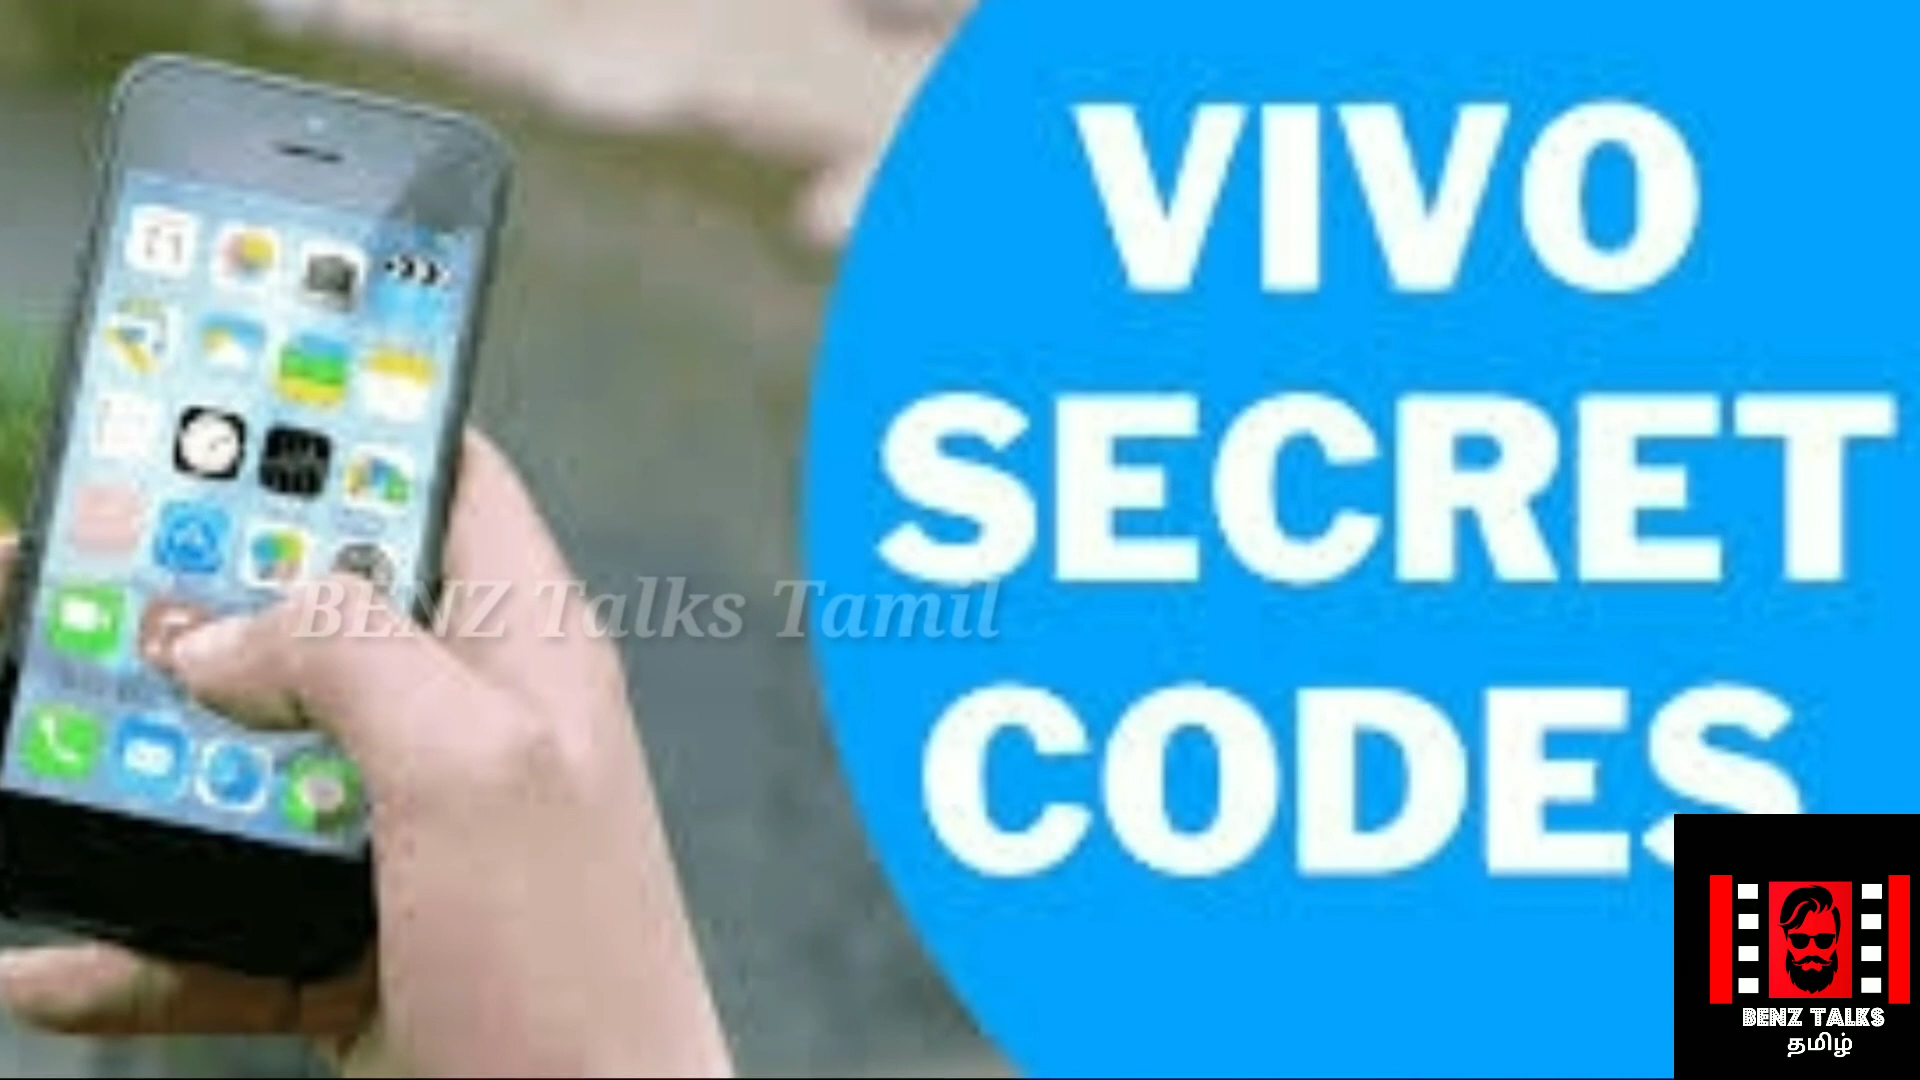 VIVO
SECRET
CODES
BENZ Talks Tamil
BENZ TALKS
தமிழ்